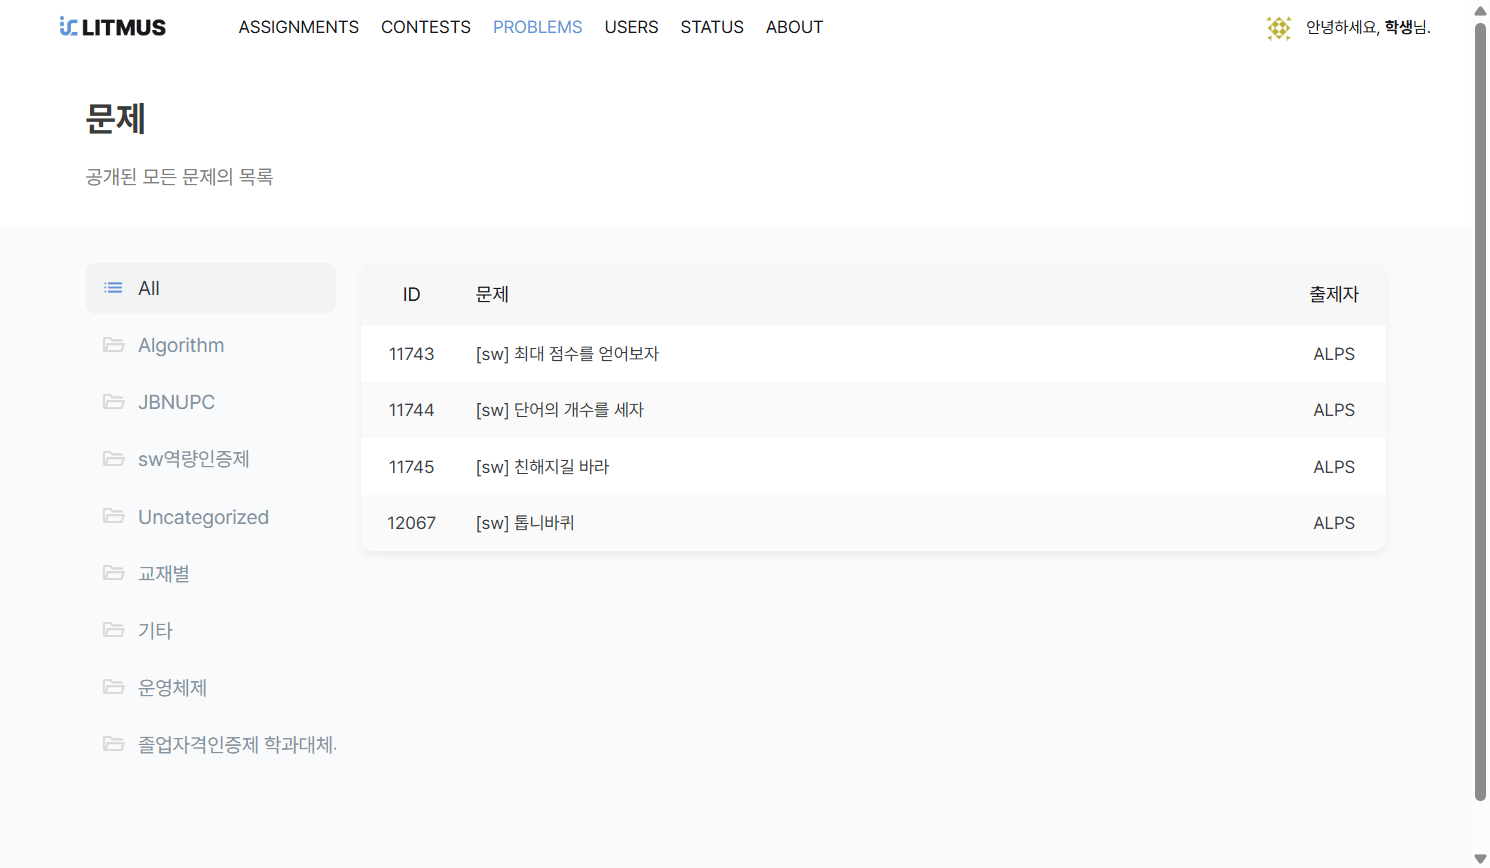 LITMUS ASSIGNMENTS CONTESTS PROBLEMS USERS STATUS ABOUT 안녕하세요, 학생님.
문제
공개된 모든 문제의 목록
All
Algorithm
JBNUPC
sw역량인증제
Uncategorized
교재별
기타
운영체제
졸업자격인증제 학과대체.
ID 문제 출제자
11743 [sw] 최대 점수를 얻어보자 ALPS
11744 [sw] 단어의 개수를 세자 ALPS
11745 [sw] 친해지길 바라 ALPS
12067 [sw] 톱니바퀴 ALPS